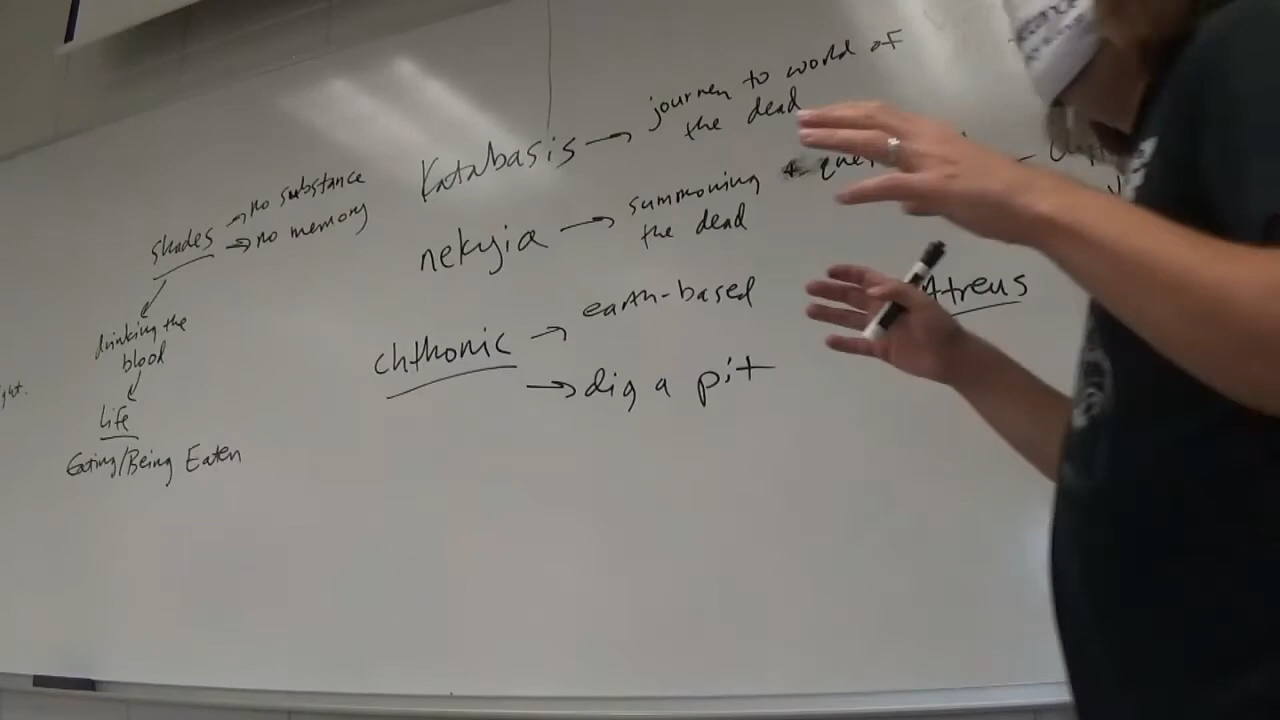 shades → no substance
→ no memory
drinking the
blood
Life
Eating/Being Eaten
Katabasis → journey to world of
the dead
nekyia → summoning +
the dead
chthonic → earth-based
→ dig a pit
Atreus